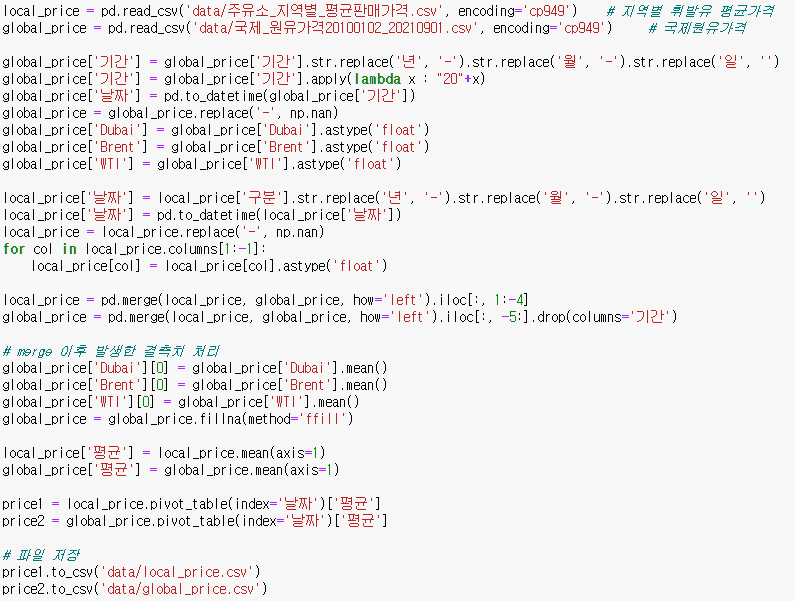 local_price = pd.read_csv('data/주유소_지역별_평균판매가격.csv', encoding='cp949')    # 지역별 휘발유 평균가격
global_price = pd.read_csv('data/국제_원유가격20100102_20210901.csv', encoding='cp949')     # 국제원유가격
global_price['기간'] = global_price['기간'].str.replace('년', '-').str.replace('월', '-').str.replace('일', '')
global_price['기간'] = global_price['기간'].apply(lambda x : "20"+x)
global_price['날짜'] = pd.to_datetime(global_price['기간'])
global_price = global_price.replace('-', np.nan)
global_price['Dubai'] = global_price['Dubai'].astype('float')
global_price['Brent'] = global_price['Brent'].astype('float')
global_price['WTI'] = global_price['WTI'].astype('float')
local_price['날짜'] = local_price['구분'].str.replace('년', '-').str.replace('월', '-').str.replace('일', '')
local_price['날짜'] = pd.to_datetime(local_price['날짜'])
local_price = local_price.replace('-', np.nan)
for col in local_price.columns[1:-1]:
    local_price[col] = local_price[col].astype('float')
local_price = pd.merge(local_price, global_price, how='left').iloc[:, 1:-4]
global_price = pd.merge(local_price, global_price, how='left').iloc[:, -5:].drop(columns='기간')
# merge 이후 발생한 결측치 처리
global_price['Dubai'][0] = global_price['Dubai'].mean()
global_price['Brent'][0] = global_price['Brent'].mean()
global_price['WTI'][0] = global_price['WTI'].mean()
global_price = global_price.fillna(method='ffill')
local_price['평균'] = local_price.mean(axis=1)
global_price['평균'] = global_price.mean(axis=1)
price1 = local_price.pivot_table(index='날짜')['평균']
price2 = global_price.pivot_table(index='날짜')['평균']
# 파일 저장
price1.to_csv('data/local_price.csv')
price2.to_csv('data/global_price.csv')